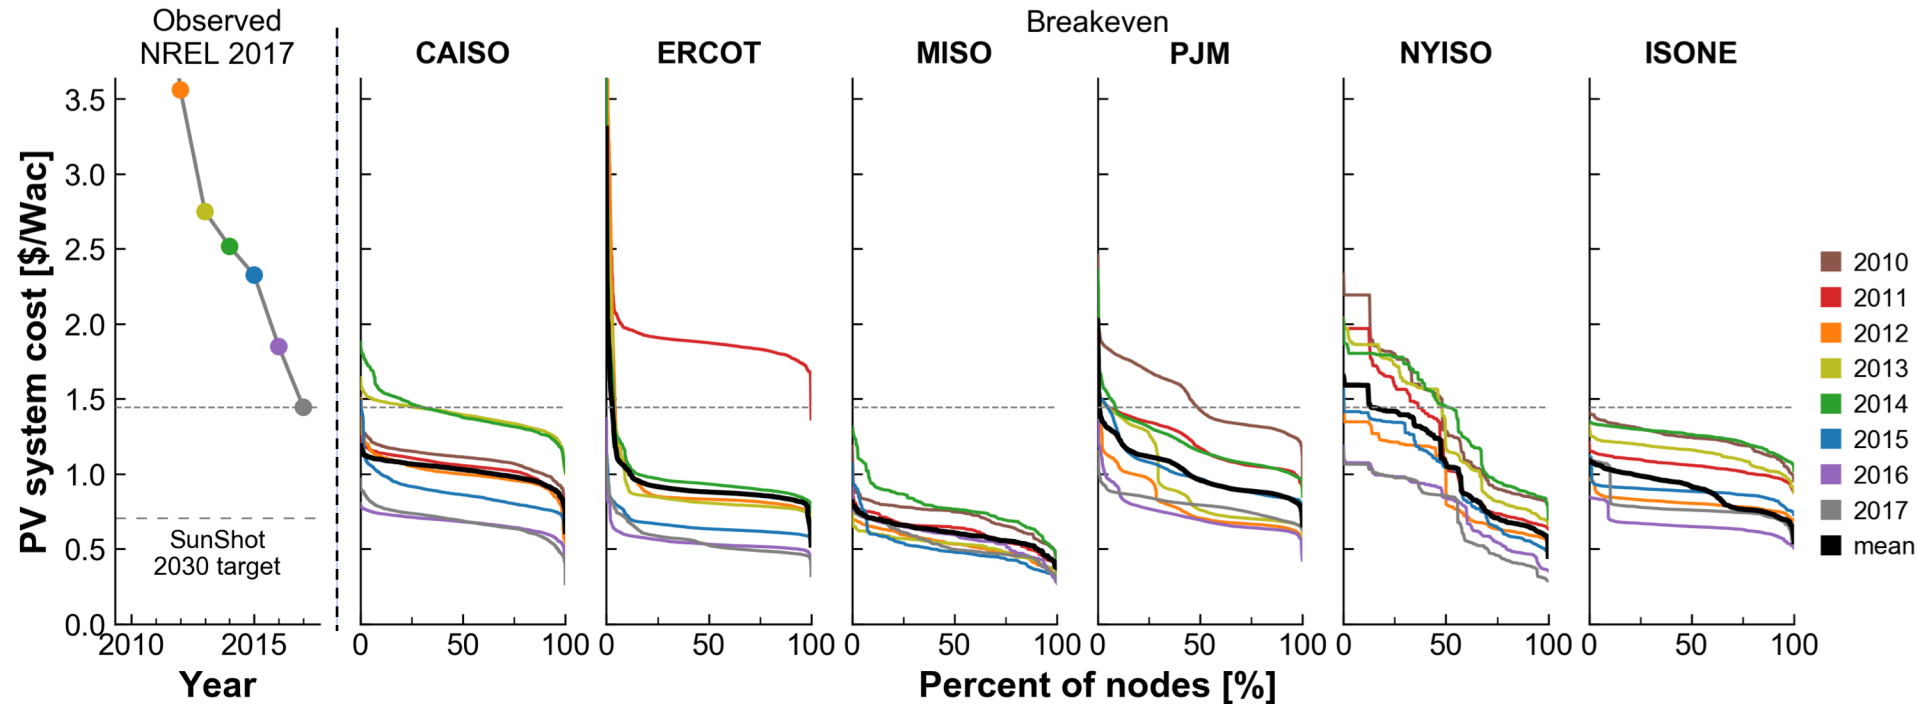 Observed
NREL 2017
Breakeven
CAISO
ERCOT
MISO
PJM
NYISO
ISONE
PV system cost [$/Wac]
3.5
3.0
2.5
2.0
1.5
1.0
0.5
0.0
SunShot
2030 target
2010
2015
0
50
100
0
50
100
0
50
100
0
50
100
0
50
100
0
50
100
Year
Percent of nodes [%]
2010
2011
2012
2013
2014
2015
2016
2017
mean